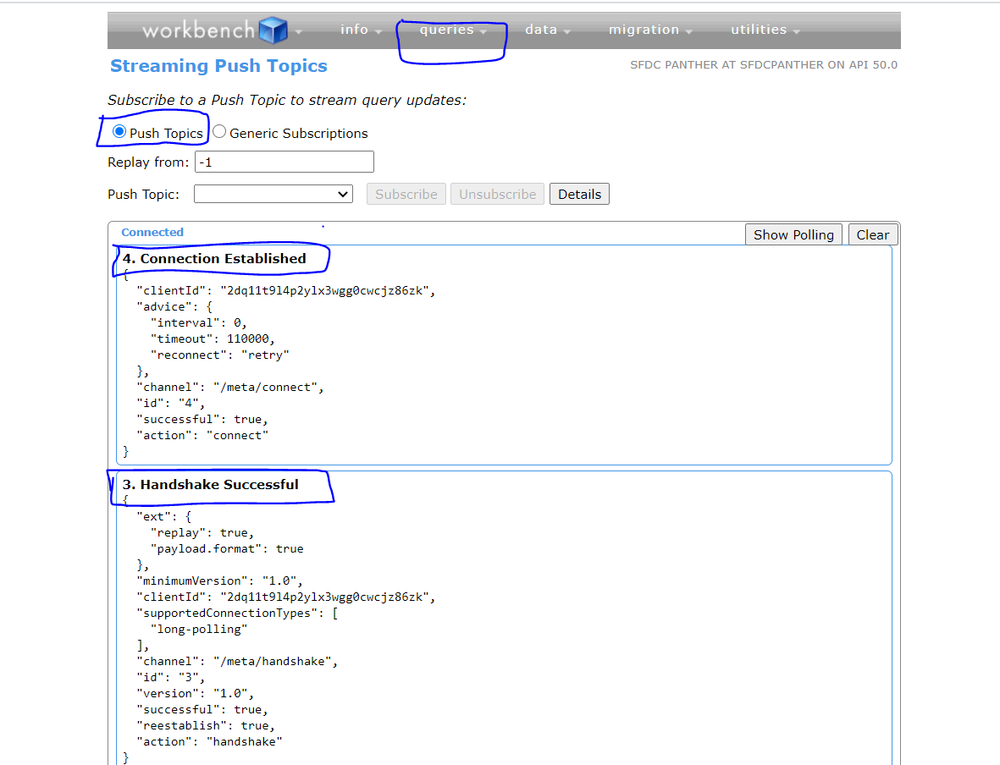 workbench info queries data migration utilities
Streaming Push Topics SFDC PANTHER AT SFDCPANTHER ON API 50.0
Subscribe to a Push Topic to stream query updates:
Push Topics Generic Subscriptions
Replay from: -1
Push Topic: Subscribe Unsubscribe Details
Connected Show Polling Clear
4. Connection Established
{
"clientId": "2dq11t9l4p2ylx3wgg0cwcjz86zk",
"advice": {
"interval": 0,
"timeout": 110000,
"reconnect": "retry"
},
"channel": "/meta/connect",
"id": "4",
"successful": true,
"action": "connect"
}
3. Handshake Successful
{
"ext": {
"replay": true,
"payload.format": true
},
"minimumVersion": "1.0",
"clientId": "2dq11t9l4p2ylx3wgg0cwcjz86zk",
"supportedConnectionTypes": [
"long-polling"
],
"channel": "/meta/handshake",
"id": "3",
"version": "1.0",
"successful": true,
"reestablish": true,
"action": "handshake"
}